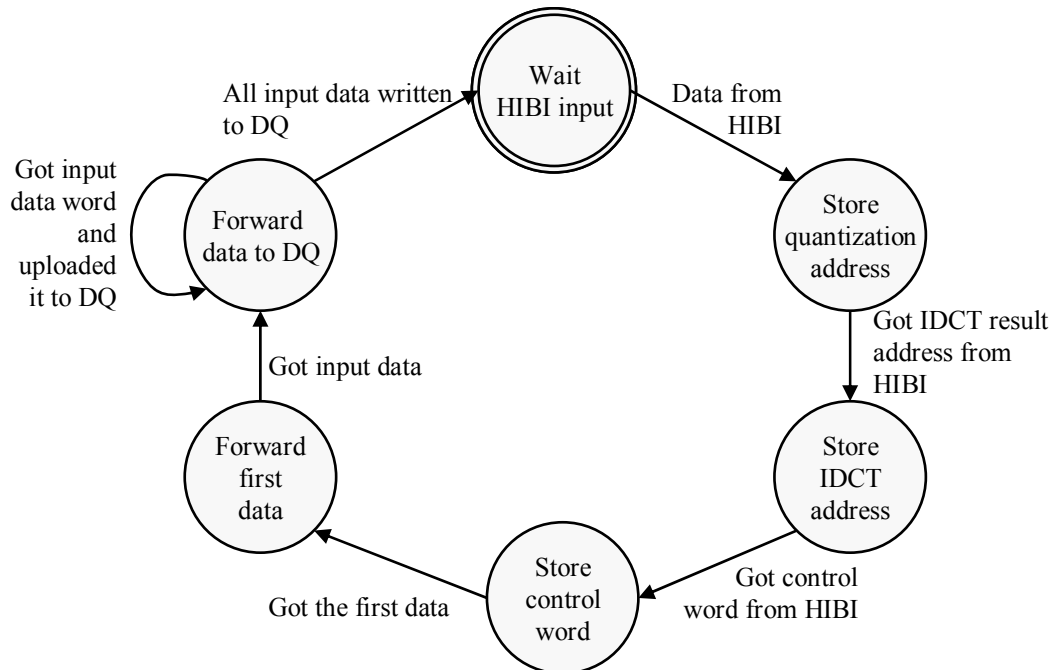 Wait
HIBI input
Data from
HIBI
Store
quantization
address
Got IDCT result
address from
HIBI
Store
IDCT
address
Got control
word from HIBI
Store
control
word
Got the first data
Forward
first
data
Got input data
Forward
data to DQ
Got input
data word
and
uploaded
it to DQ
All input data written
to DQ